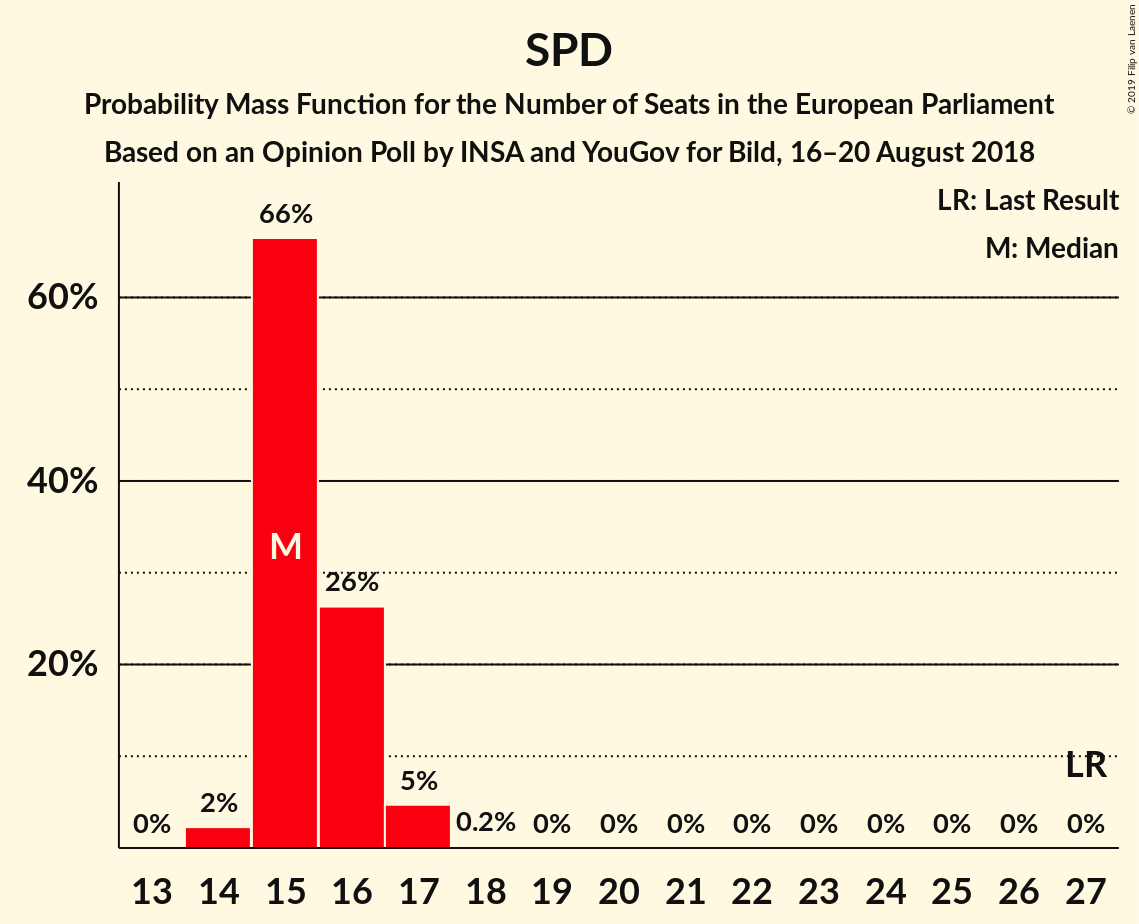 SPD
Probability Mass Function for the Number of Seats in the European Parliament
Based on an Opinion Poll by INSA and YouGov for Bild, 16–20 August 2018
© 2019 Filip van Laenen
LR: Last Result
M: Median
66%
60%
40%
M
26%
20%
LR
5%
2%
0%
0.2%
0%
0%
0%
0%
0%
0%
0%
0%
0%
13 14 15 16 17 18 19 20 21 22 23 24 25 26 27